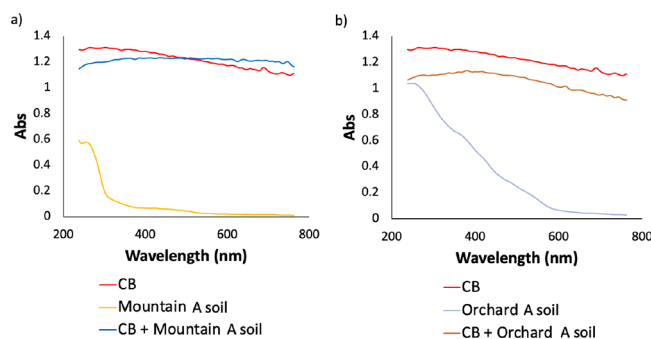 a)
1.4
1.2
1
0.8
0.6
0.4
0.2
0
Abs
200 400 600 800
Wavelength (nm)
CB
Mountain A soil
CB + Mountain A soil
b)
1.4
1.2
1
0.8
0.6
0.4
0.2
0
Abs
200 400 600 800
Wavelength (nm)
CB
Orchard A soil
CB + Orchard A soil